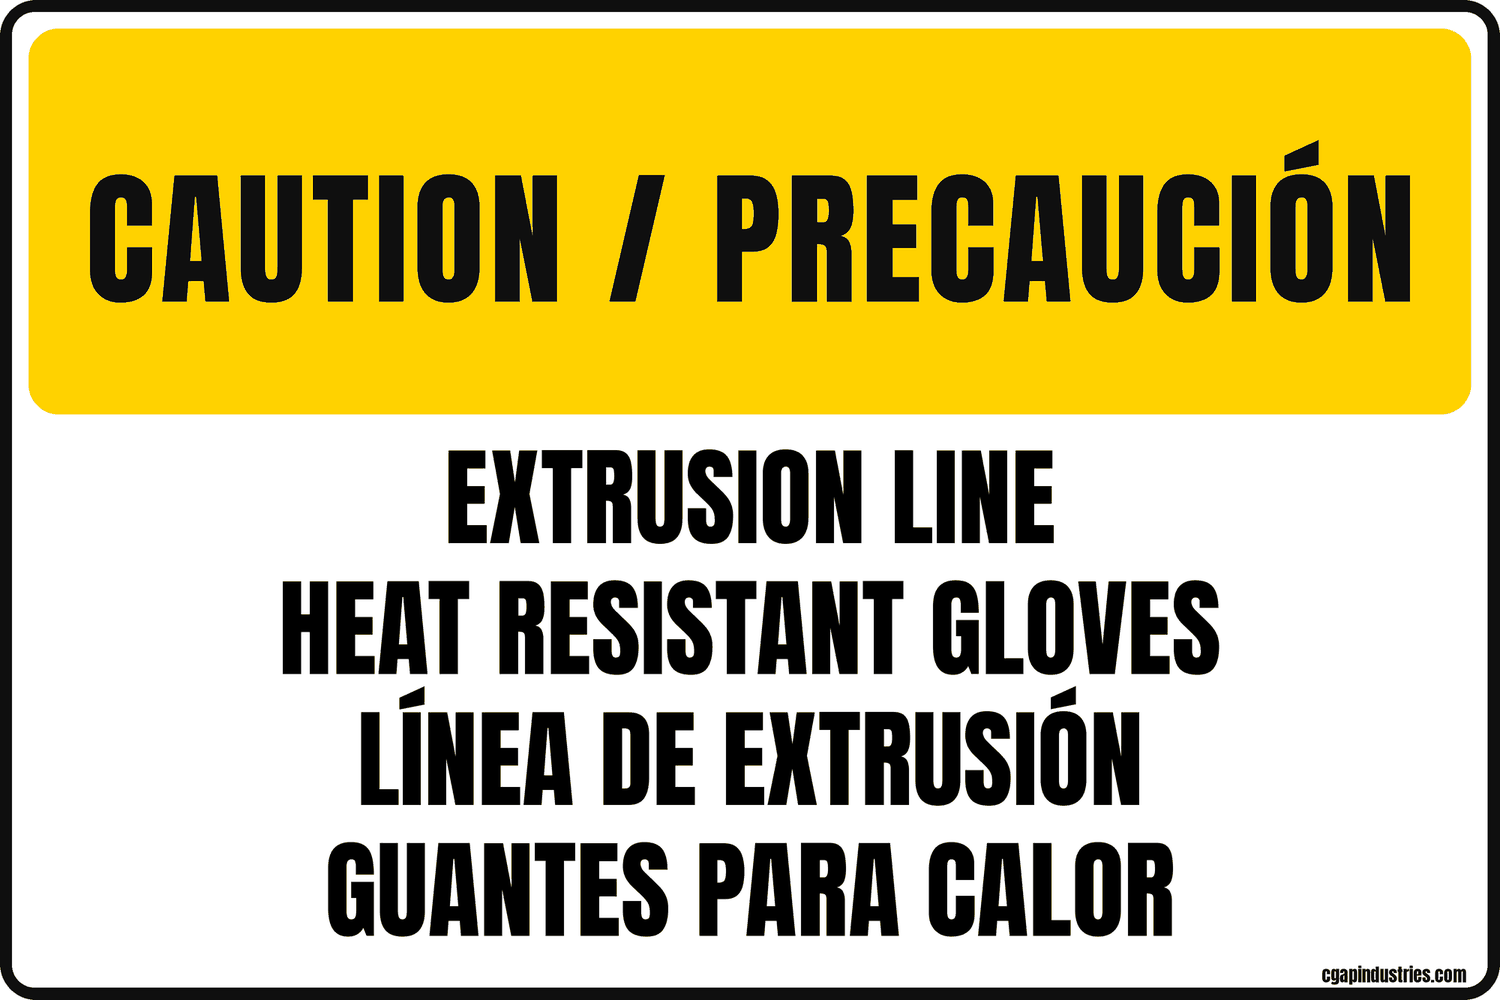 CAUTION / PRECAUCIÓN
EXTRUSION LINE
HEAT RESISTANT GLOVES
LÍNEA DE EXTRUSIÓN
GUANTES PARA CALOR
cgapindustries.com